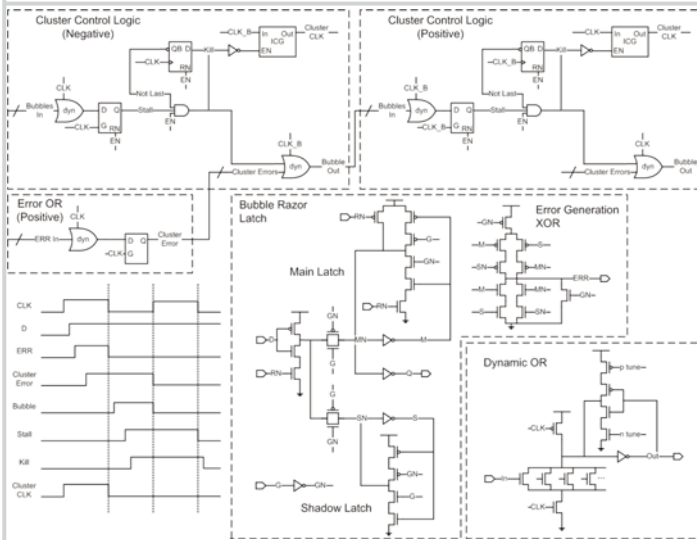 Cluster Control Logic
(Negative)
CLK_B
In Out
ICG
EN
Cluster
CLK
QB D
RN
EN
CLK
Kill
Not Last
CLK
Bubbles
In
dyn
D Q
G RN
EN
CLK
Stall
EN
CLK_B
Cluster Errors
dyn
Bubble
Out
Cluster Control Logic
(Positive)
CLK
In Out
ICG
EN
Cluster
CLK
QB D
RN
EN
CLK_B
Kill
Not Last
CLK_B
Bubbles
In
dyn
D Q
G RN
EN
CLK_B
Stall
EN
CLK_B
Cluster Errors
dyn
Bubble
Out
Error OR
(Positive)
CLK
ERR In
dyn
D Q
G
CLK
Cluster
Error
Bubble Razor
Latch
Main Latch
RN
G
GN
RN
D
RN
GN
G
MN
M
Q
G
GN
SN
S
GN
G
G
GN
Shadow Latch
Error Generation
XOR
GN
M
S
SN
MN
ERR
M
MN
GN
S
SN
Dynamic OR
p tune
CLK
n tune
In
Out
CLK
CLK
D
ERR
Cluster
Error
Bubble
Stall
Kill
Cluster
CLK